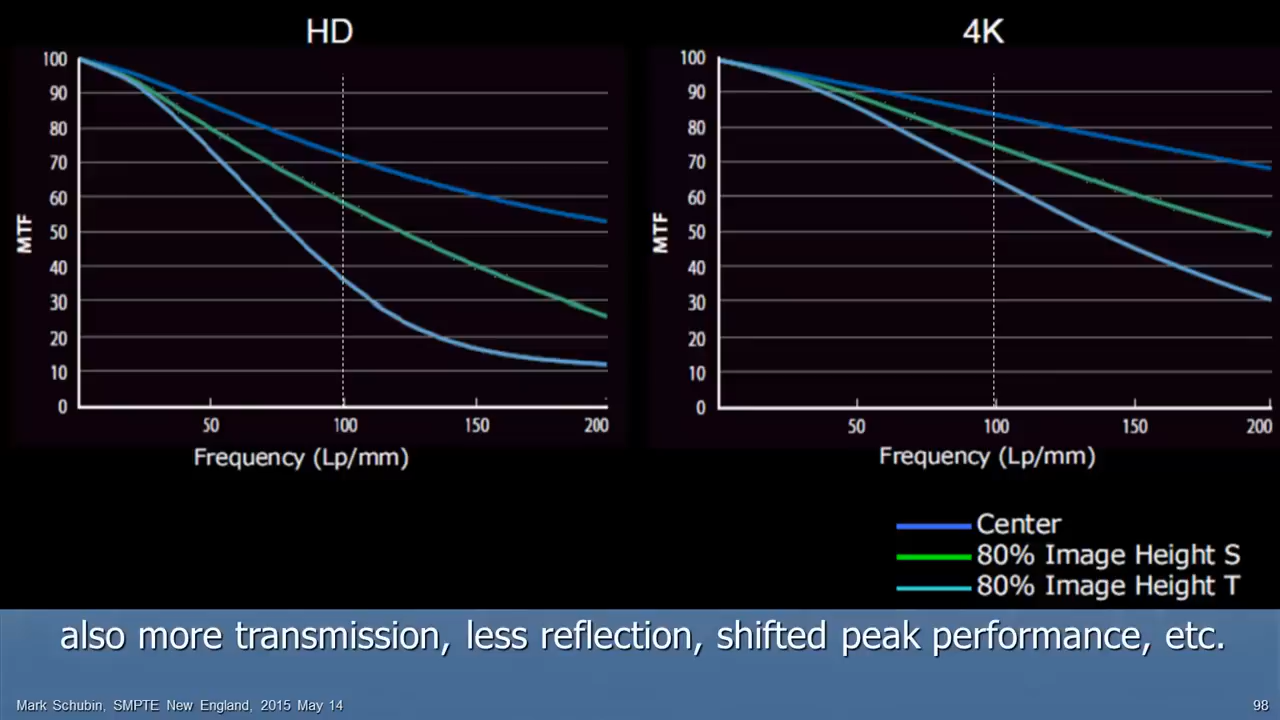 HD
4K
100
90
80
70
60
50
40
30
20
10
0
MTF
50 100 150 200
Frequency (Lp/mm)
100
90
80
70
60
50
40
30
20
10
0
MTF
50 100 150 200
Frequency (Lp/mm)
Center
80% Image Height S
80% Image Height T
also more transmission, less reflection, shifted peak performance, etc.
Mark Schubin, SMPTE New England, 2015 May 14
98